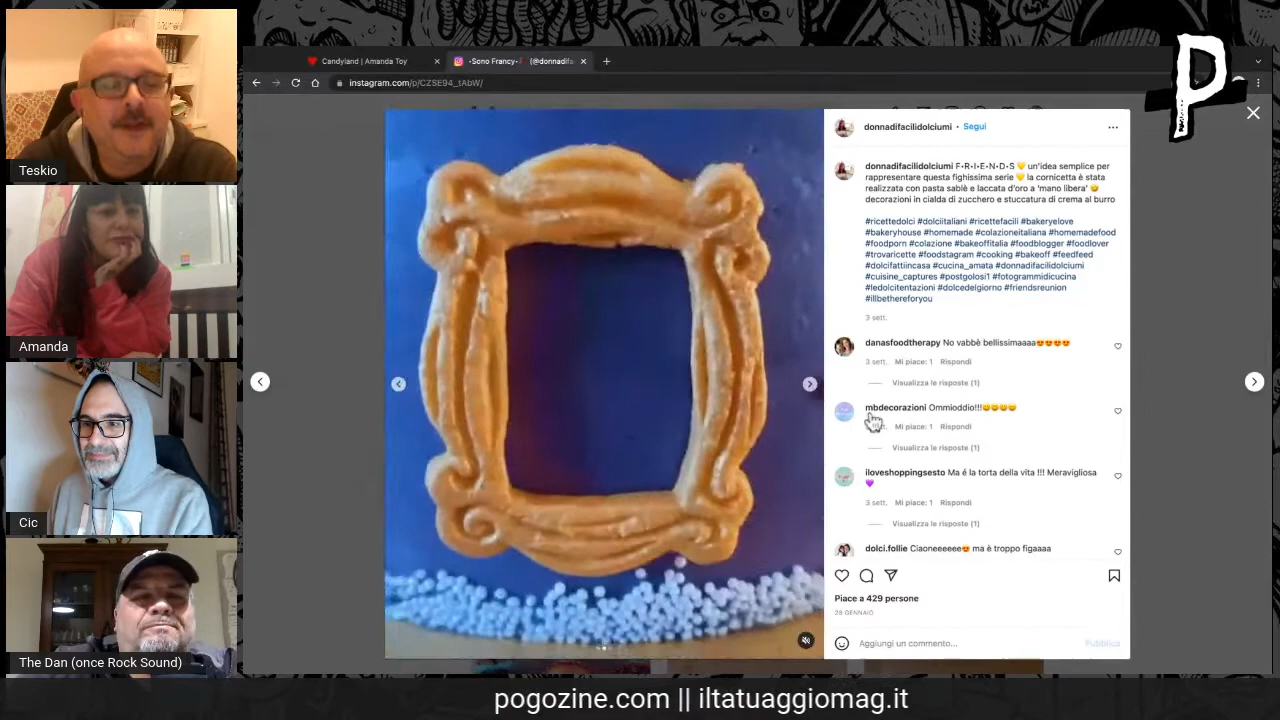 Candyland | Amanda Toy
•Sono Francy•
(@donnadifa
instagram.com/p/CZSE94_tAbW/
P
Teskio
Amanda
Cic
The Dan (once Rock Sound)
donnadifacilidolciumi • Segui
donnadifacilidolciumi F•R•I•E•N•D•S 💛 un'idea semplice per
rappresentare questa fighissima serie 💛 la cornicetta è stata
realizzata con pasta sablè e laccata d'oro a 'mano libera' 😅
decorazioni in cialda di zucchero e stuccatura di crema al burro
#ricettedolci #dolciitaliani #ricettefacili #bakeryelove
#bakeryhouse #homemade #colazioneitaliana #homemadefood
#foodporn #colazione #bakeoffitalia #foodblogger #foodlover
#trovaricette #foodstagram #cooking #bakeoff #feedfeed
#dolcifattiincasa #cucina_amata #donnadifacilidolciumi
#cuisine_captures #postgolosi1 #fotogrammidicucina
#ledolcitentazioni #dolcedelgiorno #friendsreunion
#illbethereforyou
3 sett.
danasfoodtherapy No vabbè bellissimaaaa😍😍😍😍
3 sett. Mi piace: 1 Rispondi
Visualizza le risposte (1)
mbdecorazioni Ommioddio!!!
Mi piace: 1 Rispondi
Visualizza le risposte (1)
iloveshoppingsesto Ma é la torta della vita !!! Meravigliosa
💜
3 sett. Mi piace: 1 Rispondi
Visualizza le risposte (1)
dolci.follie Ciaoneeeeee😍 ma è troppo figaaaa
Piace a 429 persone
28 GENNAIO
Aggiungi un commento...
Pubblica
pogozine.com || iltatuaggiomag.it